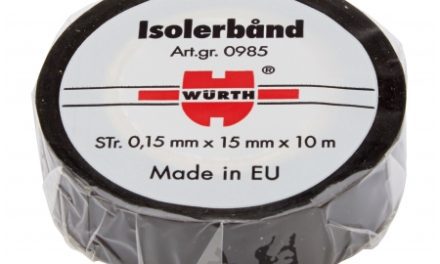 Isolerbånd
Art.gr. 0985
WÜRTH ®
STr. 0,15 mm x 15 mm x 10 m
Made in EU